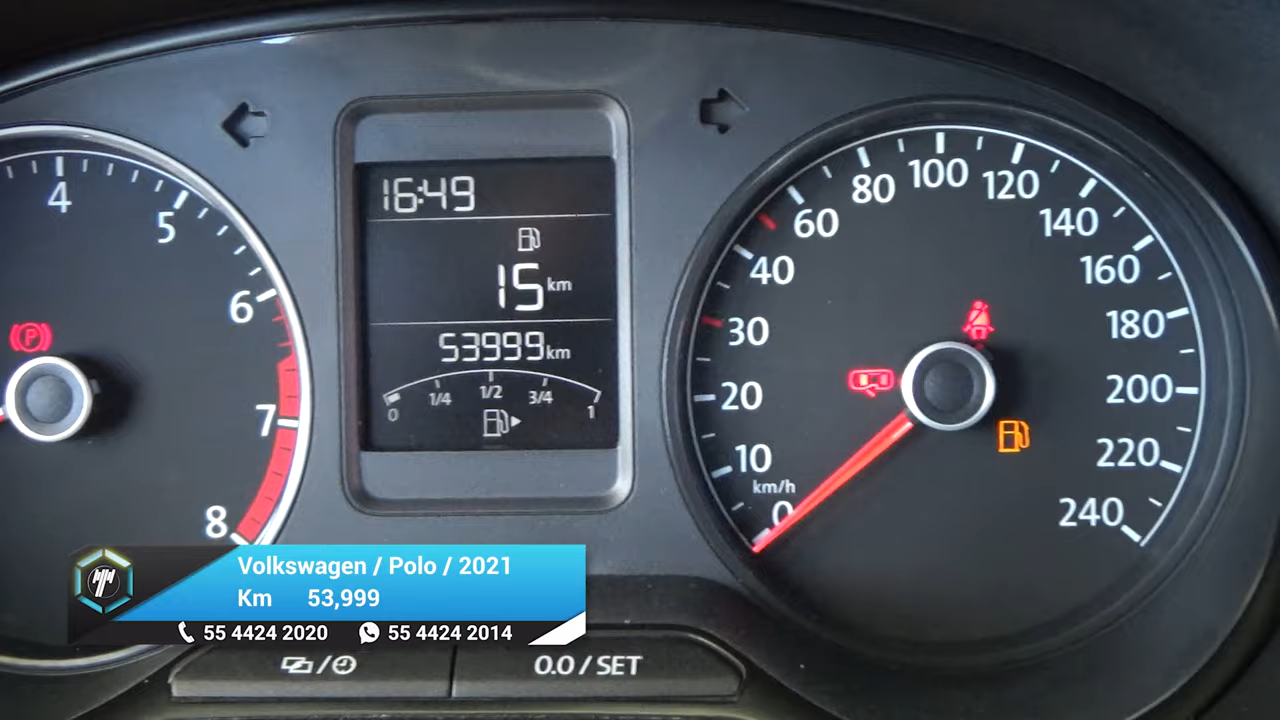 4
5
6
7
8
16:49
15 km
53999 km
0 1/4 1/2 3/4 1
0
10
20
30
40
60
80
100
120
140
160
180
200
220
240
km/h
P
Volkswagen / Polo / 2021
Km 53,999
55 4424 2020 55 4424 2014
0.0 / SET